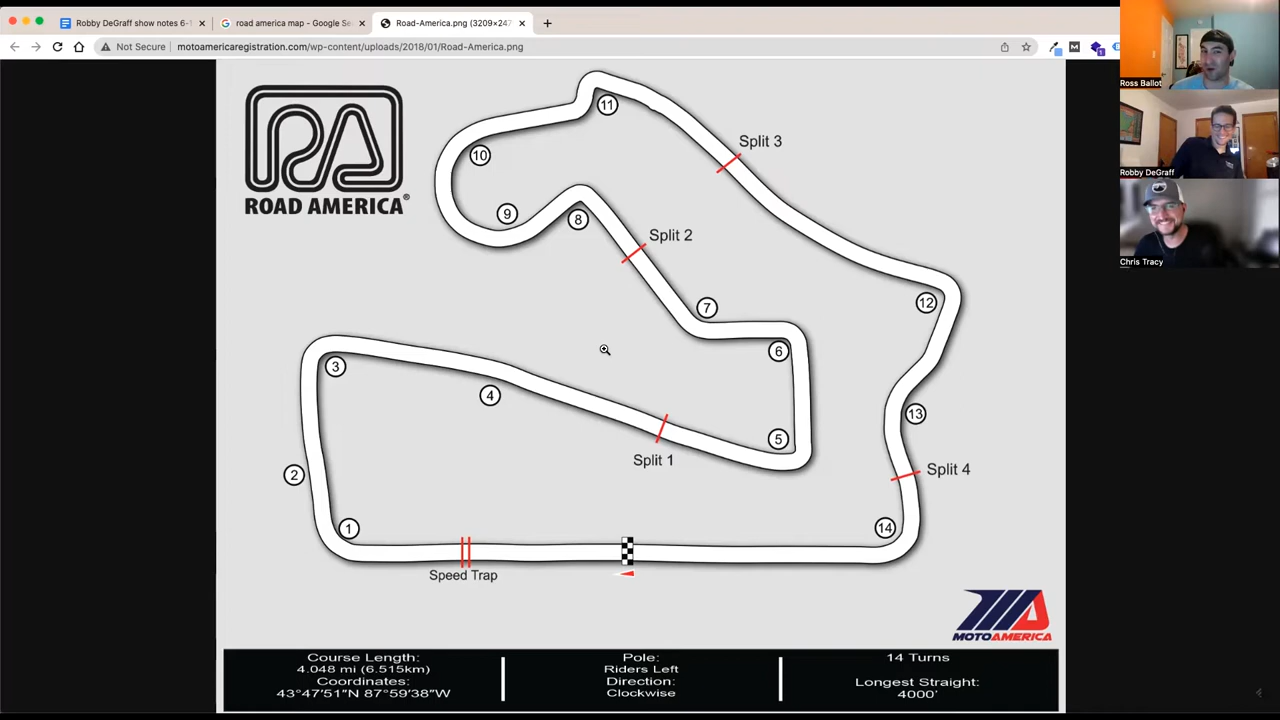 Robby DeGraff show notes 6-1
road america map - Google Se
Road-America.png (3209×247
Not Secure
motoamericaregistration.com/wp-content/uploads/2018/01/Road-America.png
Ross Ballot
Robby DeGraff
Chris Tracy
ROAD AMERICA®
11
Split 3
10
9
8
Split 2
7
12
6
3
4
13
5
Split 1
Split 4
2
1
14
Speed Trap
MOTOAMERICA
Course Length:
4.048 mi (6.515km)
Coordinates:
43°47'51"N 87°59'38"W
Pole:
Riders Left
Direction:
Clockwise
14 Turns
Longest Straight:
4000'